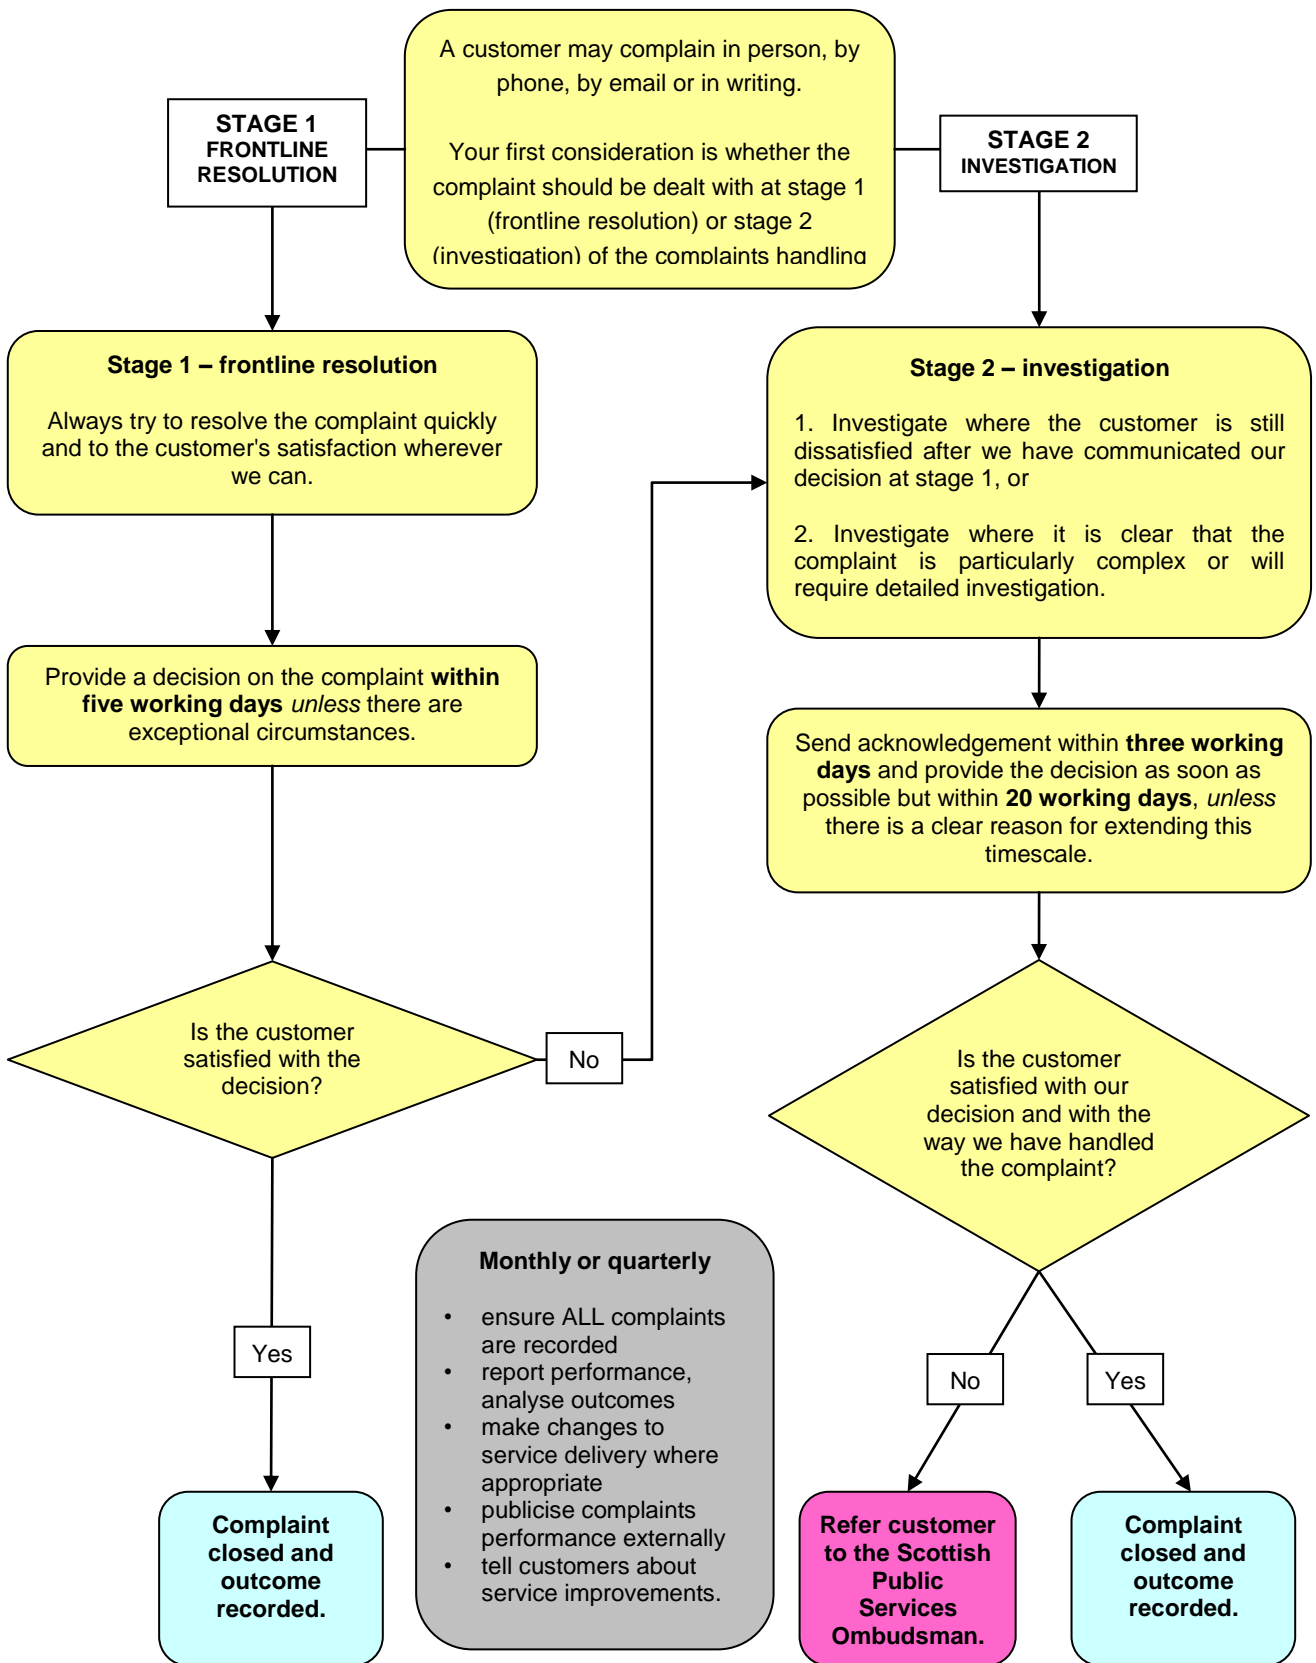 A customer may complain in person, by
phone, by email or in writing.
Your first consideration is whether the
complaint should be dealt with at stage 1
(frontline resolution) or stage 2
(investigation) of the complaints handling
STAGE 1
FRONTLINE
RESOLUTION
STAGE 2
INVESTIGATION
Stage 1 – frontline resolution
Always try to resolve the complaint quickly
and to the customer's satisfaction wherever
we can.
Stage 2 – investigation
1. Investigate where the customer is still
dissatisfied after we have communicated our
decision at stage 1, or
2. Investigate where it is clear that the
complaint is particularly complex or will
require detailed investigation.
Provide a decision on the complaint within
five working days unless there are
exceptional circumstances.
Send acknowledgement within three working
days and provide the decision as soon as
possible but within 20 working days, unless
there is a clear reason for extending this
timescale.
Is the customer
satisfied with the
decision?
No
Is the customer
satisfied with our
decision and with the
way we have handled
the complaint?
Yes
Monthly or quarterly
• ensure ALL complaints
are recorded
• report performance,
analyse outcomes
• make changes to
service delivery where
appropriate
• publicise complaints
performance externally
• tell customers about
service improvements.
No
Yes
Complaint
closed and
outcome
recorded.
Refer customer
to the Scottish
Public
Services
Ombudsman.
Complaint
closed and
outcome
recorded.